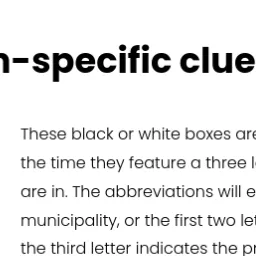 n-specific clue
These black or white boxes are
the time they feature a three l
are in. The abbreviations will e
municipality, or the first two let
the third letter indicates the pr